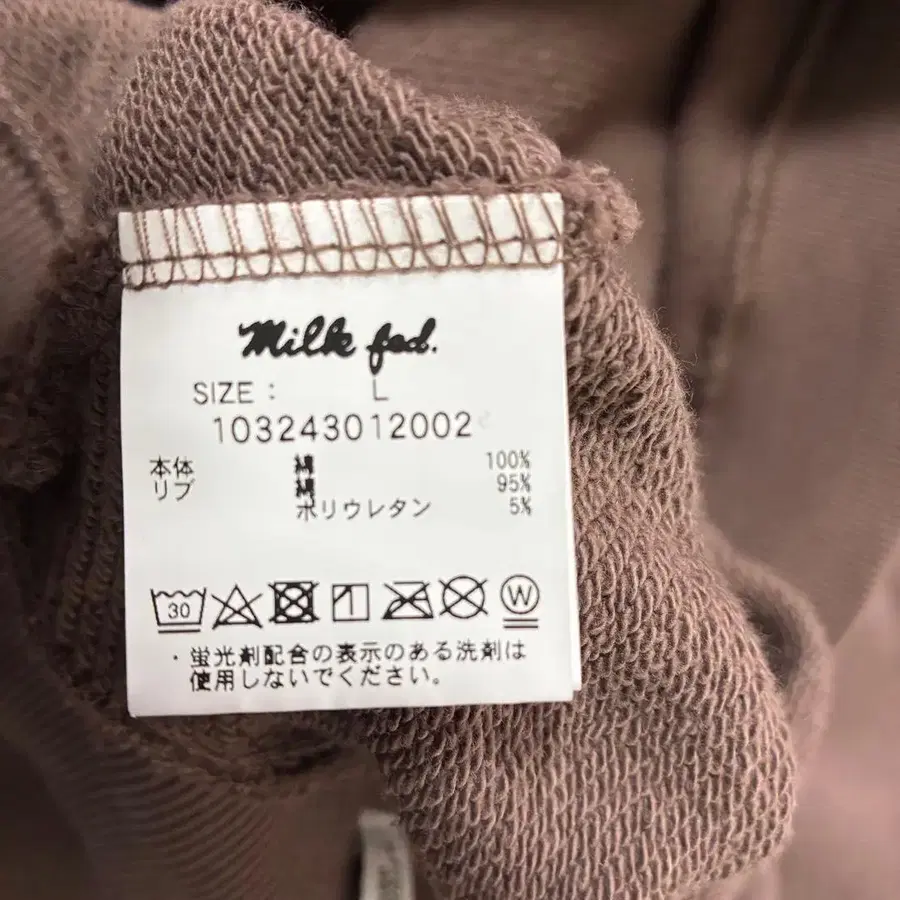 Milk fed.
SIZE : L
103243012002
本体 綿 100%
リブ 綿 95%
ポリウレタン 5%
30 W
・蛍光剤配合の表示のある洗剤は
使用しないでください。